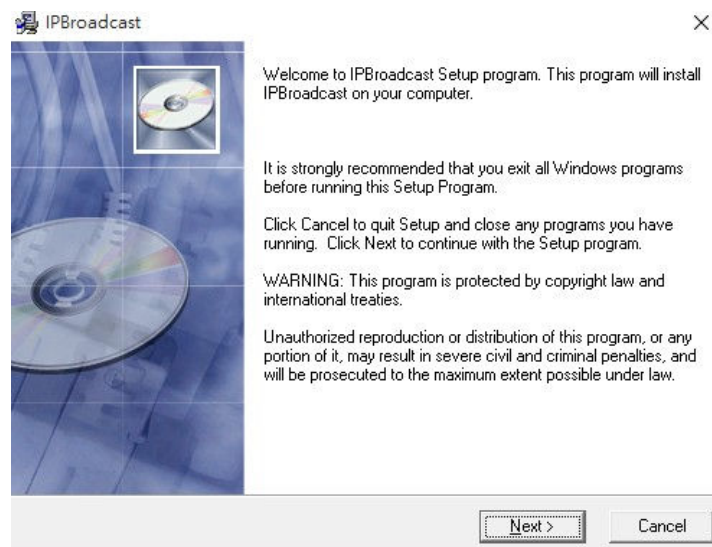 IPBroadcast
Welcome to IPBroadcast Setup program. This program will install
IPBroadcast on your computer.
It is strongly recommended that you exit all Windows programs
before running this Setup Program.
Click Cancel to quit Setup and close any programs you have
running.  Click Next to continue with the Setup program.
WARNING: This program is protected by copyright law and
international treaties.
Unauthorized reproduction or distribution of this program, or any
portion of it, may result in severe civil and criminal penalties, and
will be prosecuted to the maximum extent possible under law.
Next > Cancel